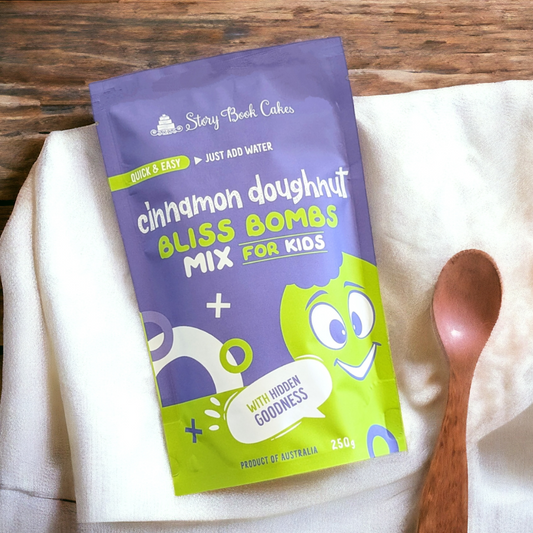 Story Book Cakes
QUICK & EASY ▸ JUST ADD WATER
cinnamon doughnut
BLISS BOMBS
MIX FOR KIDS
WITH HIDDEN
GOODNESS
PRODUCT OF AUSTRALIA 250g